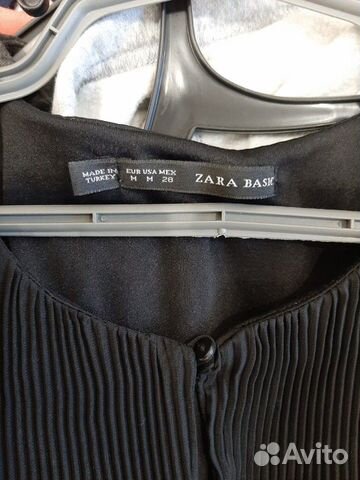 MADE IN
TURKEY
EUR USA MEX
M M 28
ZARA BASIC
Avito